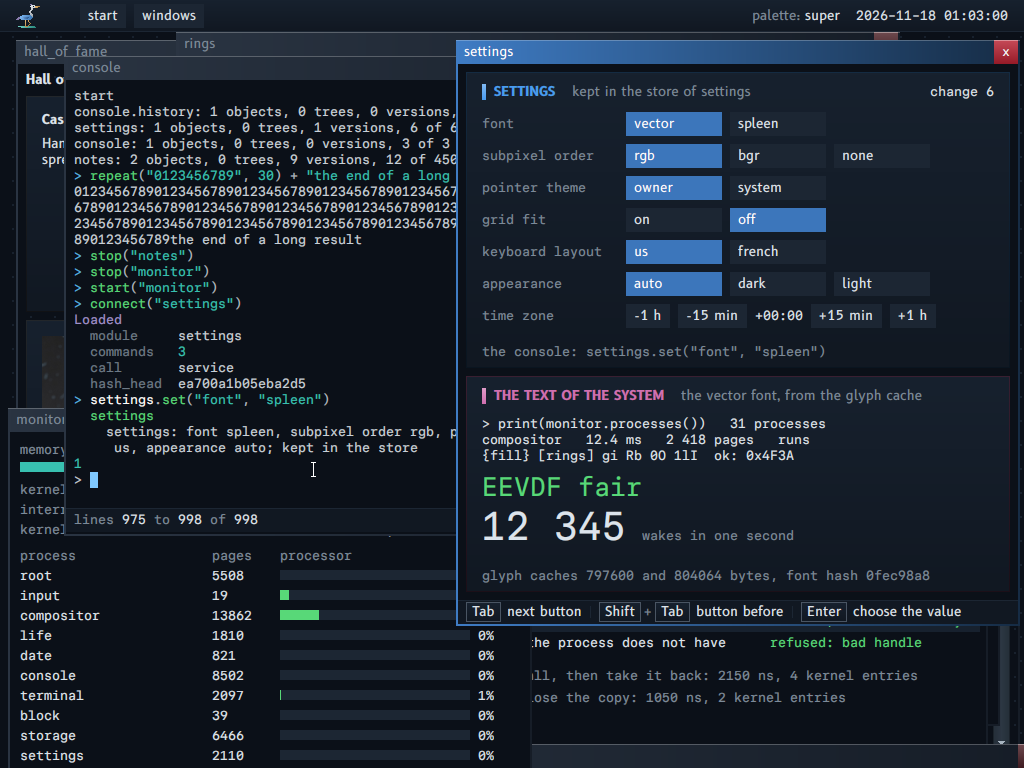 start
windows
palette: super 2026-11-18 01:03:00
hall_of_fame
rings
Hall o
Cas
Han
spre
console
start
console.history: 1 objects, 0 trees, 0 versions,
settings: 1 objects, 0 trees, 1 versions, 6 of 6
console: 1 objects, 0 trees, 0 versions, 3 of 3
notes: 2 objects, 0 trees, 9 versions, 12 of 450
> repeat("0123456789", 30) + "the end of a long
012345678901234567890123456789012345678901234567
678901234567890123456789012345678901234567890123
234567890123456789012345678901234567890123456789
890123456789the end of a long result
> stop("notes")
> stop("monitor")
> start("monitor")
> connect("settings")
Loaded
module settings
commands 3
call service
hash_head ea700a1b05eba2d5
> settings.set("font", "spleen")
settings
settings: font spleen, subpixel order rgb, p
us, appearance auto; kept in the store
1
>
lines 975 to 998 of 998
settings
x
SETTINGS kept in the store of settings change 6
font vector spleen
subpixel order rgb bgr none
pointer theme owner system
grid fit on off
keyboard layout us french
appearance auto dark light
time zone -1 h -15 min +00:00 +15 min +1 h
the console: settings.set("font", "spleen")
THE TEXT OF THE SYSTEM the vector font, from the glyph cache
> print(monitor.processes()) 31 processes
compositor 12.4 ms 2 418 pages runs
{fill} [rings] gi Rb 0O 1lI ok: 0x4F3A
EEVDF fair
12 345 wakes in one second
glyph caches 797600 and 804064 bytes, font hash 0fec98a8
Tab next button Shift + Tab button before Enter choose the value
monitor
memory
kernel
inter
kernel
process pages processor
root 5508
input 19
compositor 13862
life 1810 0%
date 821 0%
console 8502 0%
terminal 2097 1%
block 39 0%
storage 6466 0%
settings 2110 0%
the process does not have refused: bad handle
all, then take it back: 2150 ns, 4 kernel entries
lose the copy: 1050 ns, 2 kernel entries